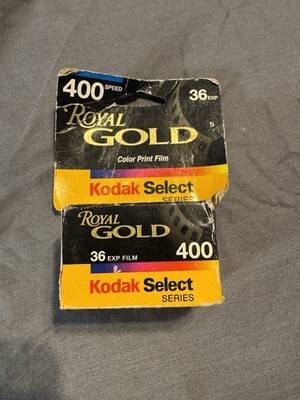 400 SPEED 36 EXP
ROYAL
GOLD
Color Print Film
Kodak Select
SERIES
ROYAL
GOLD
36 EXP FILM 400
Kodak Select
SERIES